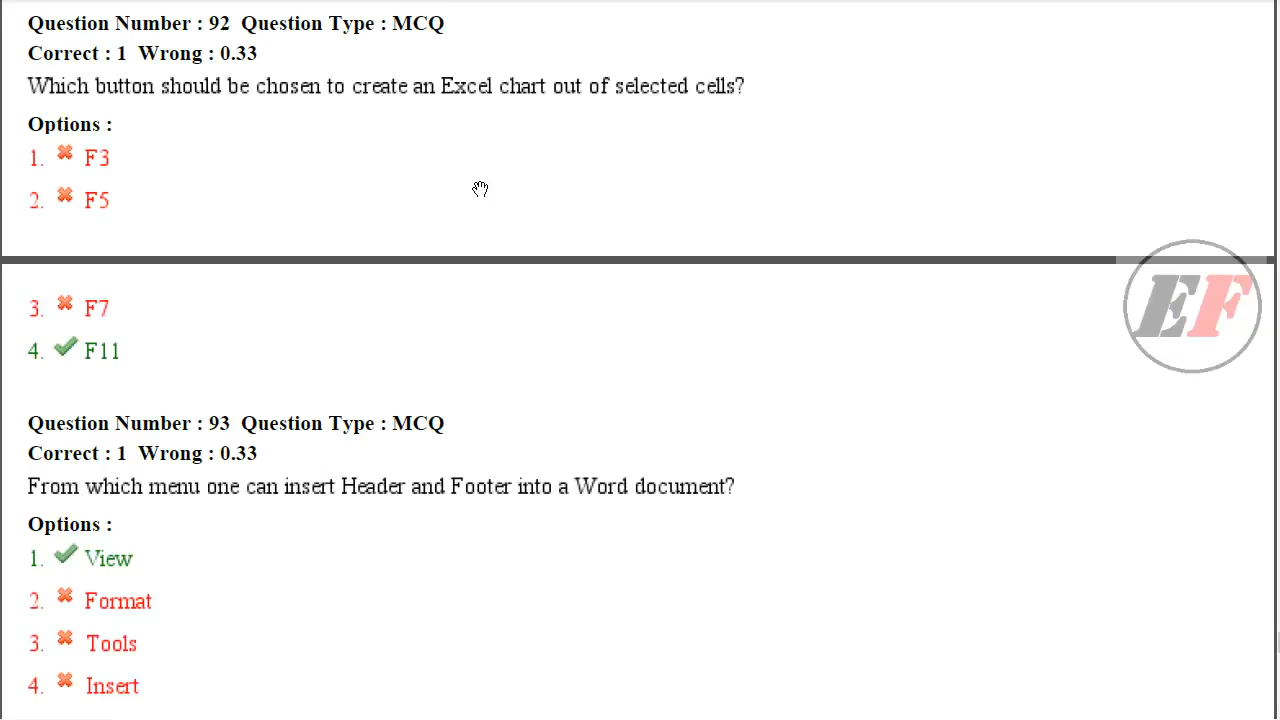 Question Number : 92 Question Type : MCQ
Correct : 1 Wrong : 0.33
Which button should be chosen to create an Excel chart out of selected cells?
Options :
1. F3
2. F5
3. F7
4. F11
EF
Question Number : 93 Question Type : MCQ
Correct : 1 Wrong : 0.33
From which menu one can insert Header and Footer into a Word document?
Options :
1. View
2. Format
3. Tools
4. Insert